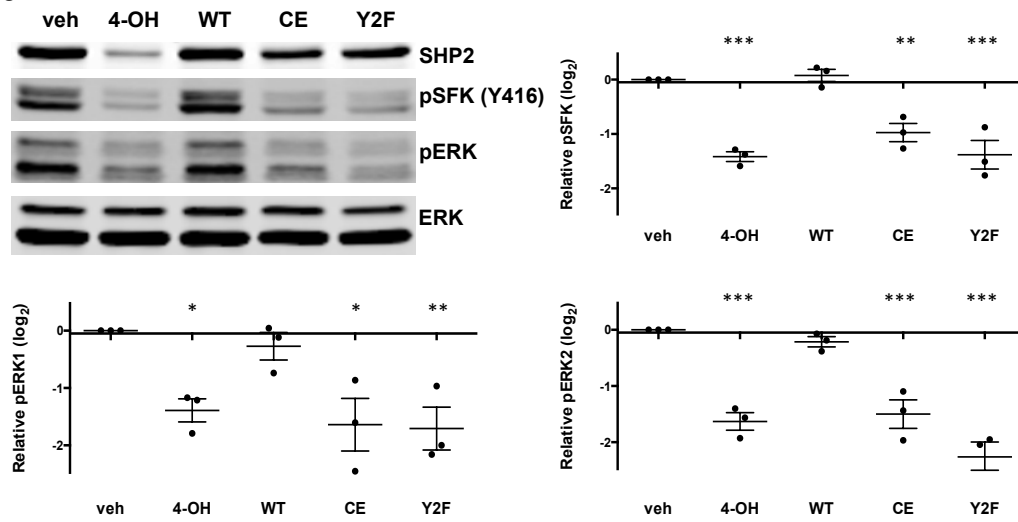 veh 4-OH WT CE Y2F
SHP2
pSFK (Y416)
pERK
ERK
Relative pSFK (log2)
*** ** ***
0
-1
-2
veh 4-OH WT CE Y2F
Relative pERK1 (log2)
* * **
0
-1
-2
veh 4-OH WT CE Y2F
Relative pERK2 (log2)
*** *** ***
0
-1
-2
veh 4-OH WT CE Y2F